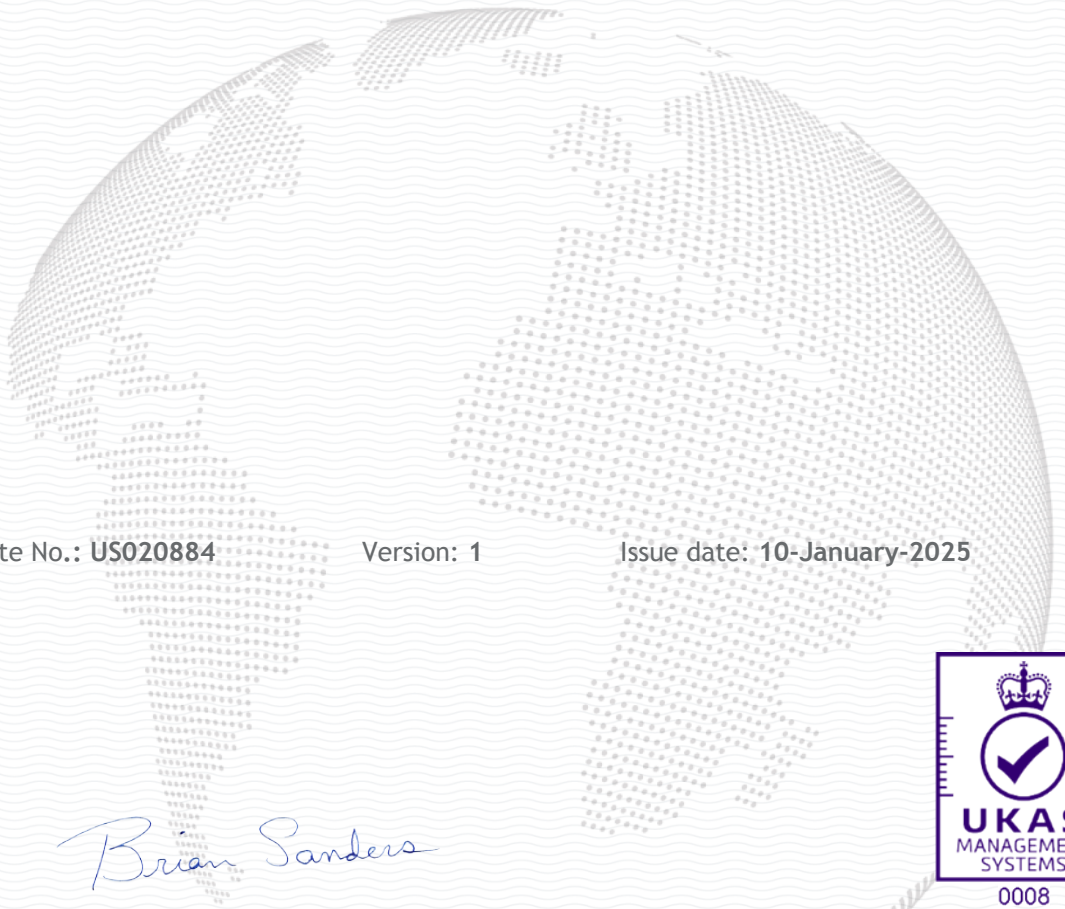 te No.: US020884 Version: 1 Issue date: 10-January-2025
Brian Sanders
UKAS
MANAGEME
SYSTEMS
0008